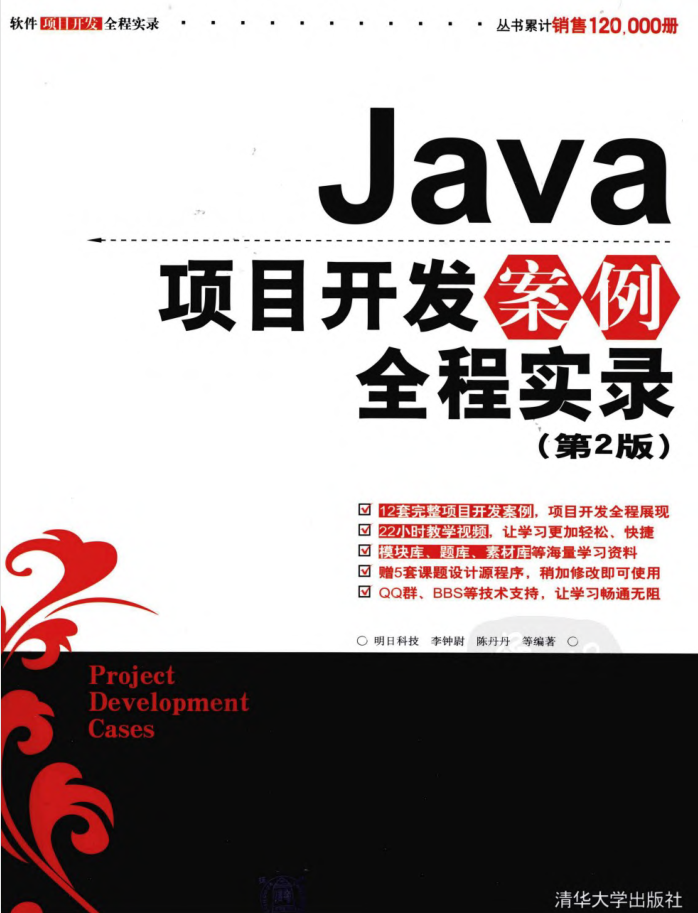 软件项目开发全程实录
丛书累计销售120,000册
Java
项目开发案例
全程实录
(第2版)
12套完整项目开发案例,项目开发全程展现
22小时教学视频,让学习更加轻松、快捷
模块库、题库、素材库等海量学习资料
赠5套课题设计源程序,稍加修改即可使用
QQ群、BBS等技术支持,让学习畅通无阻
明日科技 李钟尉 陈丹丹 等编著
Project
Development
Cases
清华大学出版社